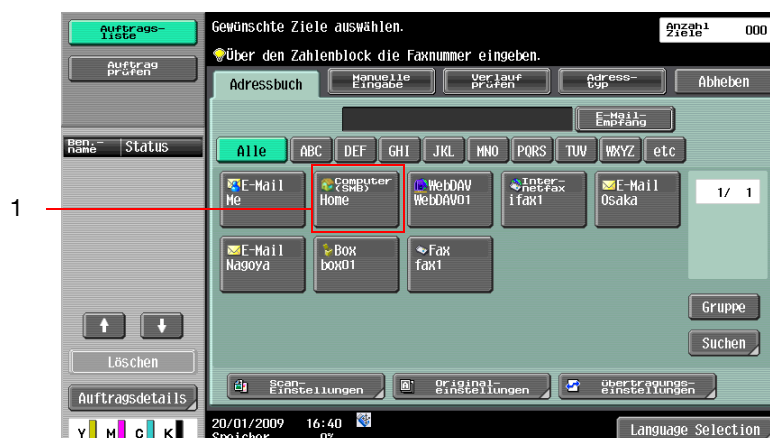 Auftrags-
liste
Auftrag
prüfen
Ben.-
name
Status
Löschen
Auftragsdetails
Y M C K
Gewünschte Ziele auswählen.
Über den Zahlenblock die Faxnummer eingeben.
Anzahl
Ziele
000
Adressbuch
Manuelle
Eingabe
Verlauf
prüfen
Adress-
typ
Abheben
E-Mail-
Empfang
Alle ABC DEF GHI JKL MNO PQRS TUV WXYZ etc
E-Mail
Me
Computer
(SMB)
Home
WebDAV
WebDAV01
Inter-
netfax
ifax1
E-Mail
Osaka
1/ 1
E-Mail
Nagoya
Box
box01
Fax
fax1
1
Gruppe
Suchen
Scan-
Einstellungen
Original-
einstellungen
übertragungs-
einstellungen
20/01/2009 16:40
Speicher 0%
Language Selection